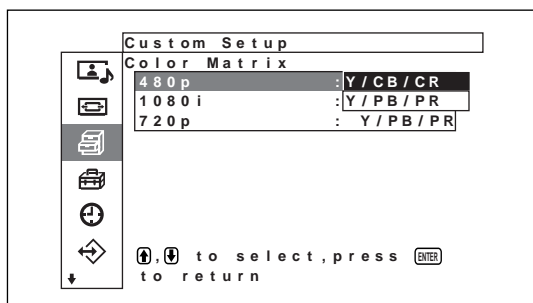 Custom Setup
Color Matrix
480p : Y/CB/CR
1080i : Y/PB/PR
720p : Y/PB/PR
, to select,press ENTER
to return